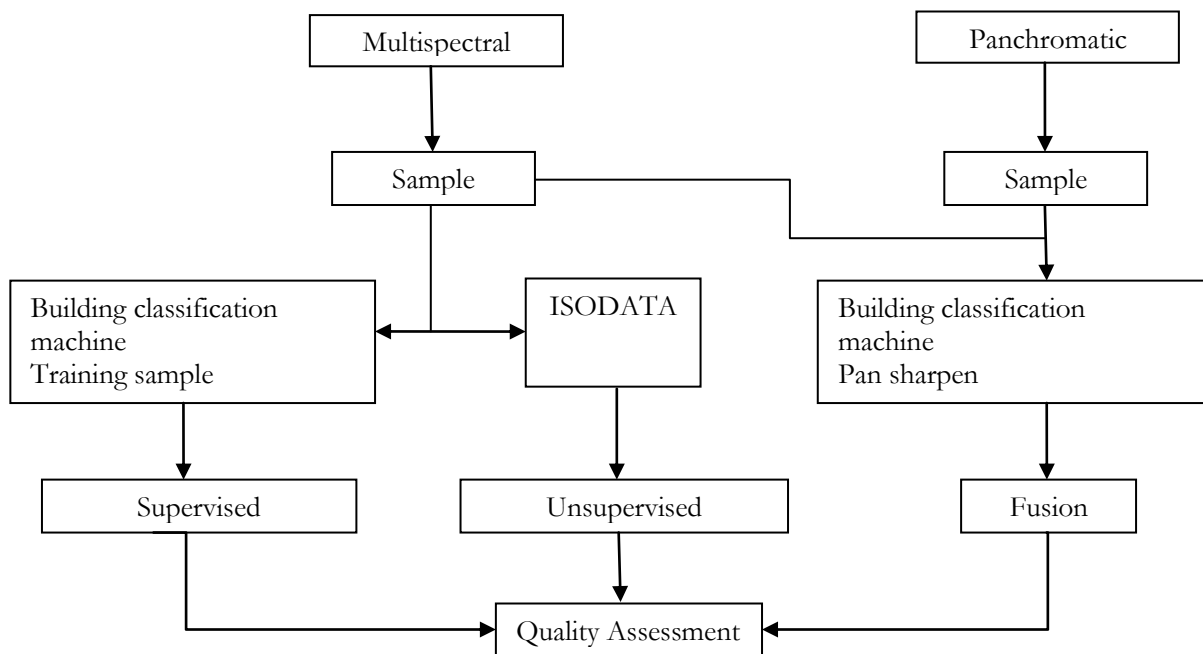 Multispectral
Panchromatic
Sample
Sample
Building classification
machine
Training sample
ISODATA
Building classification
machine
Pan sharpen
Supervised
Unsupervised
Fusion
Quality Assessment